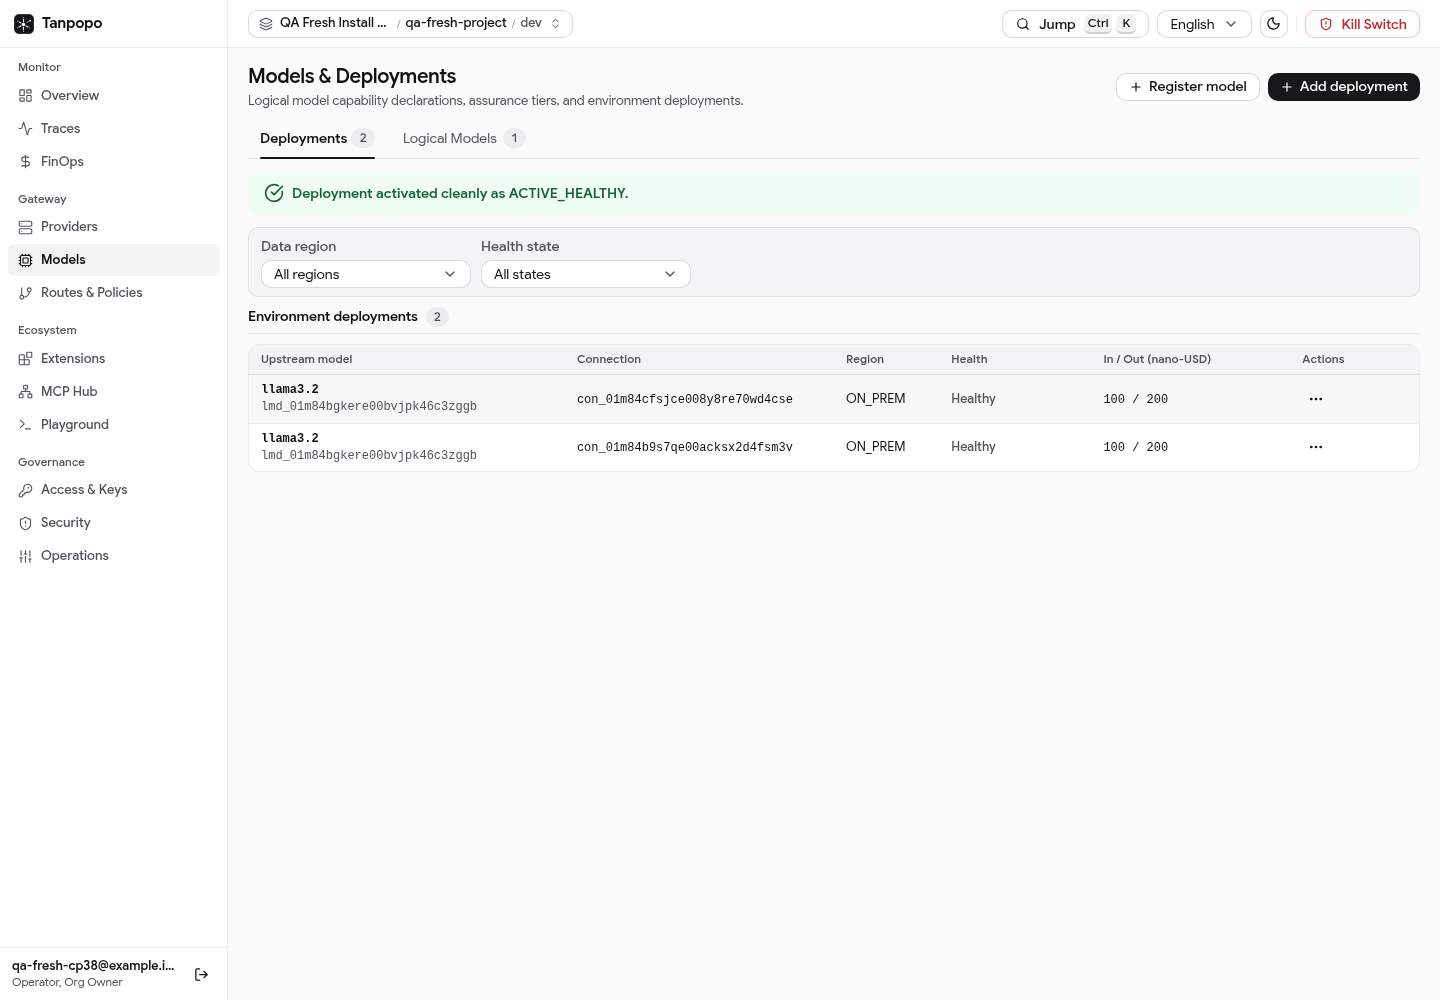 Tanpopo
QA Fresh Install ... / qa-fresh-project / dev
Jump Ctrl K
English
Kill Switch
Monitor
Overview
Traces
FinOps
Gateway
Providers
Models
Routes & Policies
Ecosystem
Extensions
MCP Hub
Playground
Governance
Access & Keys
Security
Operations
qa-fresh-cp38@example.i...
Operator, Org Owner
Models & Deployments
Logical model capability declarations, assurance tiers, and environment deployments.
Register model
Add deployment
Deployments 2
Logical Models 1
Deployment activated cleanly as ACTIVE_HEALTHY.
Data region
All regions
Health state
All states
Environment deployments 2
Upstream model Connection Region Health In / Out (nano-USD) Actions
llama3.2
lmd_01m84bgkere00bvjpk46c3zggb
con_01m84cfsjce008y8re70wd4cse ON_PREM Healthy 100 / 200
llama3.2
lmd_01m84bgkere00bvjpk46c3zggb
con_01m84b9s7qe00acksx2d4fsm3v ON_PREM Healthy 100 / 200